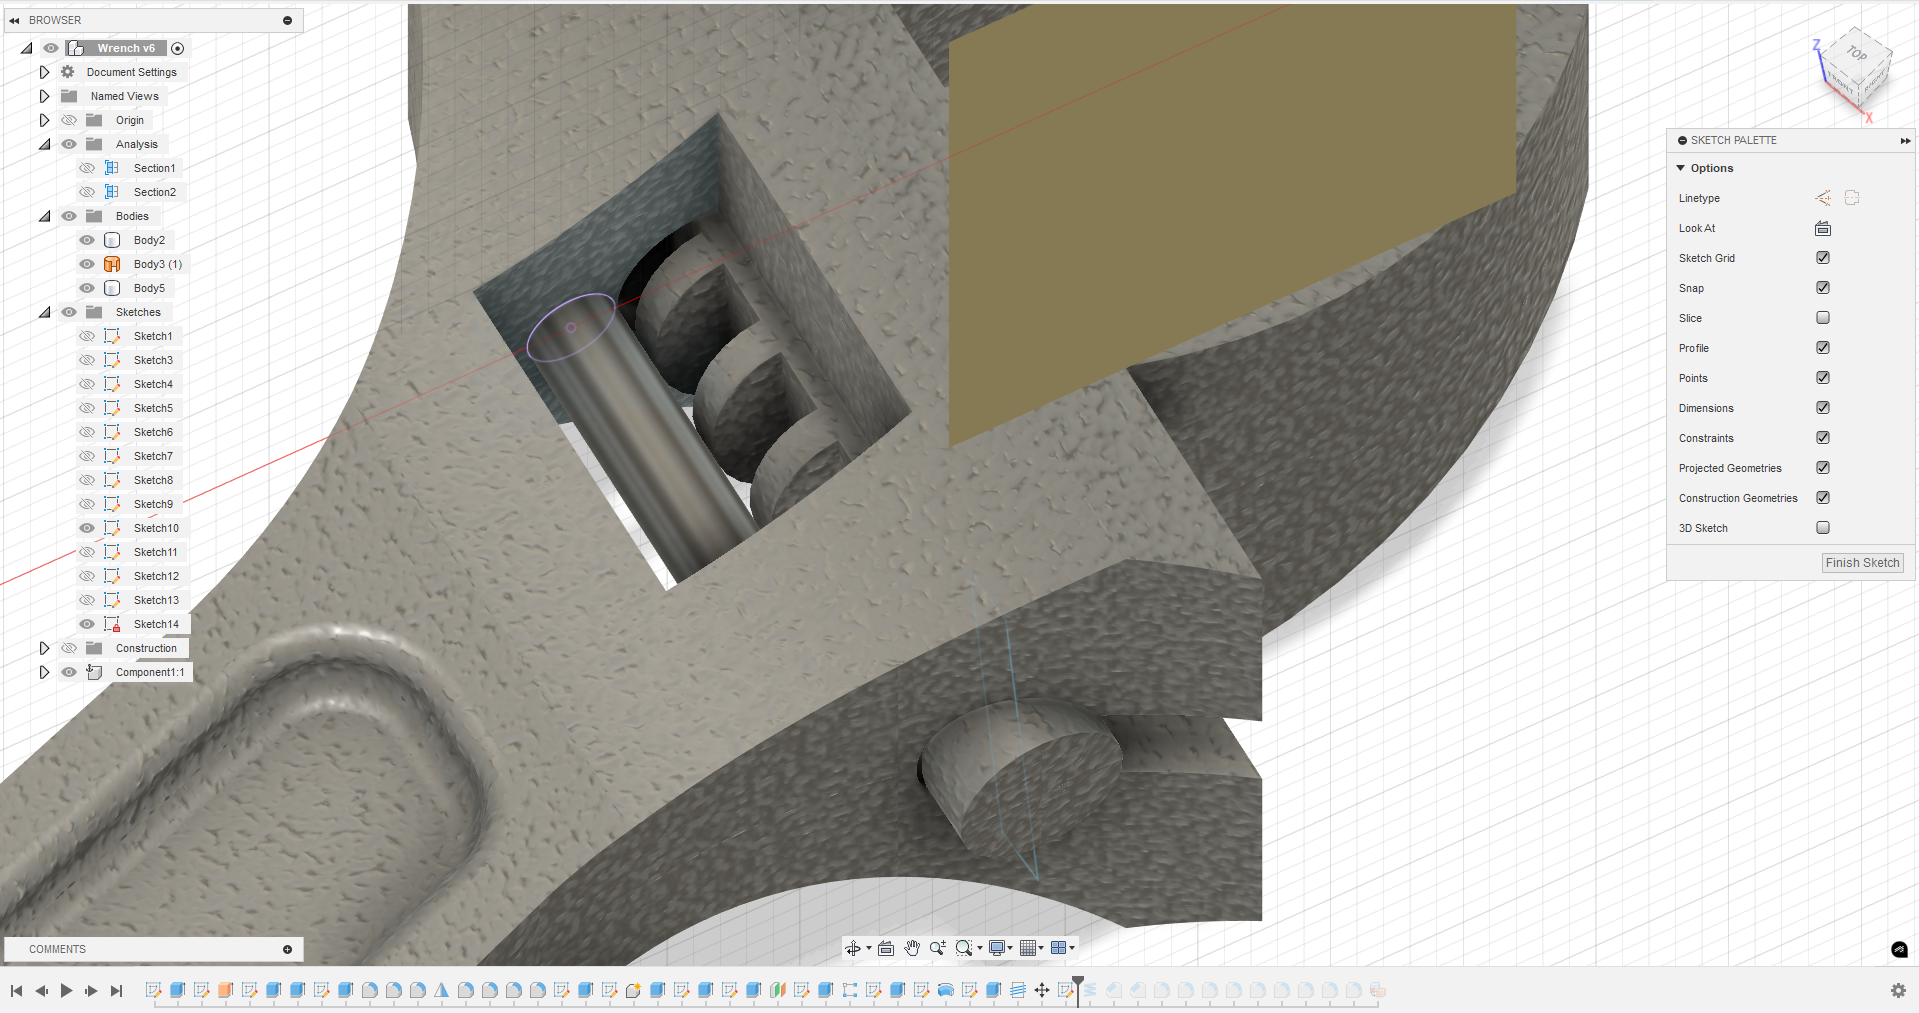 BROWSER
Wrench v6
Document Settings
Named Views
Origin
Analysis
Section1
Section2
Bodies
Body2
Body3 (1)
Body5
Sketches
Sketch1
Sketch3
Sketch4
Sketch5
Sketch6
Sketch7
Sketch8
Sketch9
Sketch10
Sketch11
Sketch12
Sketch13
Sketch14
Construction
Component1:1
COMMENTS
Z
TOP
FRONT
RIGHT
X
SKETCH PALETTE
Options
Linetype
Look At
Sketch Grid
Snap
Slice
Profile
Points
Dimensions
Constraints
Projected Geometries
Construction Geometries
3D Sketch
Finish Sketch